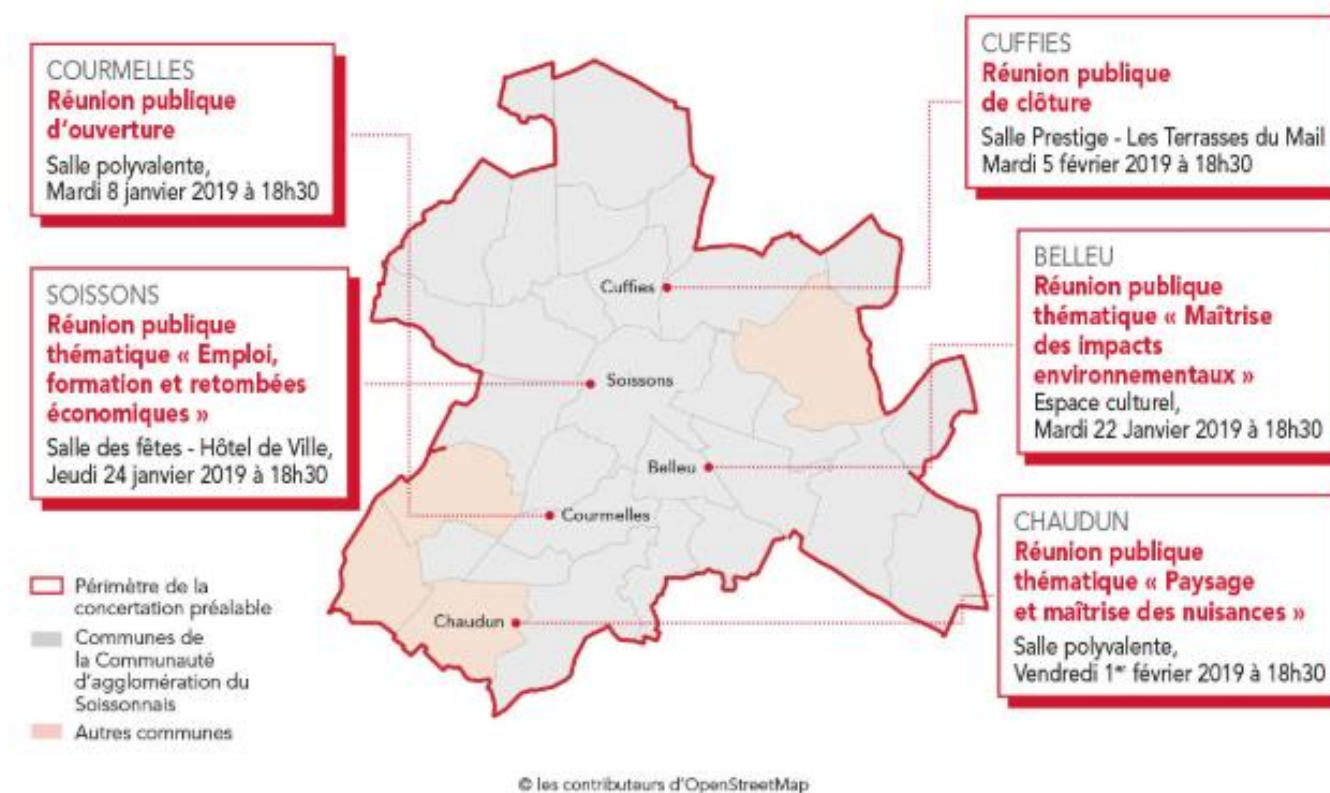 COURMELLES
Réunion publique
d'ouverture
Salle polyvalente,
Mardi 8 janvier 2019 à 18h30
SOISSONS
Réunion publique
thématique « Emploi,
formation et retombées
économiques »
Salle des fêtes - Hôtel de Ville,
Jeudi 24 janvier 2019 à 18h30
CUFFIES
Réunion publique
de clôture
Salle Prestige - Les Terrasses du Mail
Mardi 5 février 2019 à 18h30
BELLEU
Réunion publique
thématique « Maîtrise
des impacts
environnementaux »
Espace culturel,
Mardi 22 Janvier 2019 à 18h30
CHAUDUN
Réunion publique
thématique « Paysage
et maîtrise des nuisances »
Salle polyvalente,
Vendredi 1er février 2019 à 18h30
Cuffies
Soissons
Belleu
Courmelles
Chaudun
Périmètre de la
concertation préalable
Communes de
la Communauté
d'agglomération du
Soissonnais
Autres communes
© les contributeurs d'OpenStreetMap